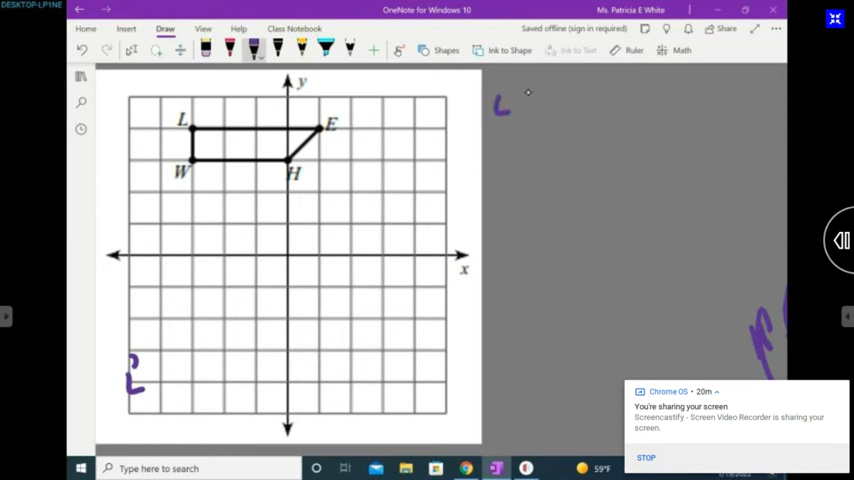 DESKTOP-LP1NE
OneNote for Windows 10
Ms. Patricia E White
Home
Draw
View
Help
Class Notebook
Saved offline (sign in required)
Share
Shapes
Ink to Shape
Ink to Text
Ruler
Math
y
L
E
L
W
H
x
L
Chrome OS • 20m
You're sharing your screen
Screencastify - Screen Video Recorder is sharing your
screen.
STOP
Type here to search
59°F